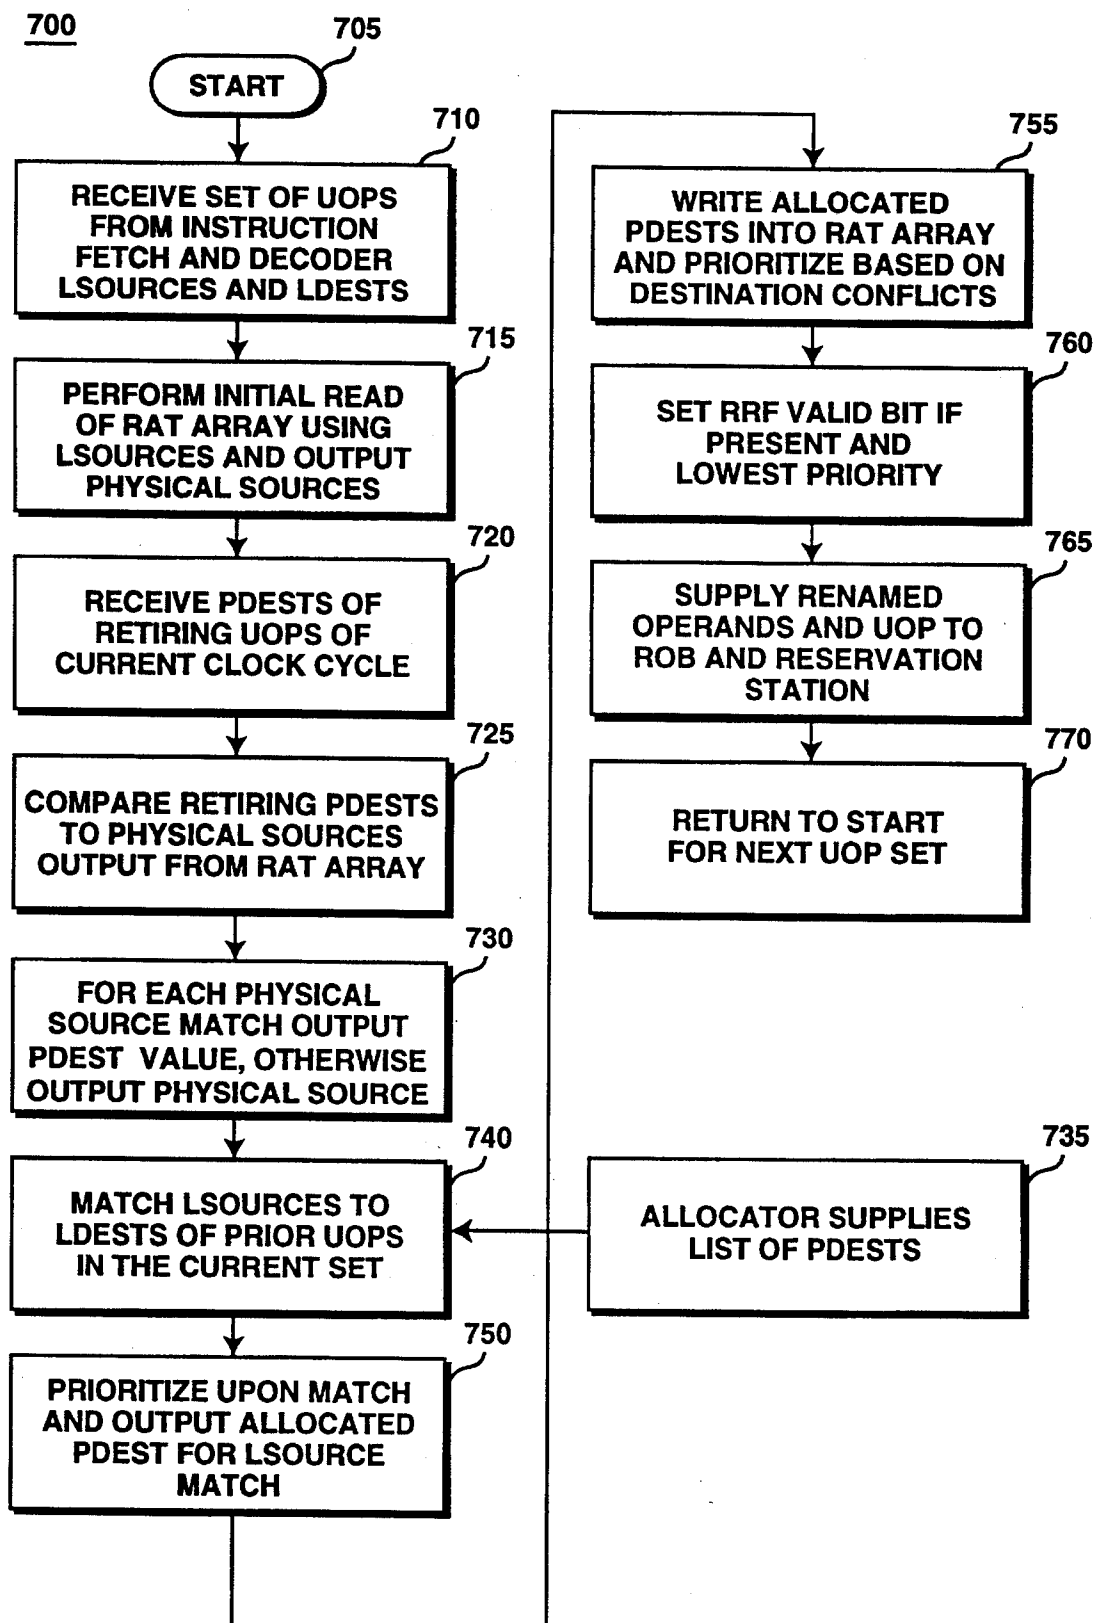 700
705
START
710
RECEIVE SET OF UOPS
FROM INSTRUCTION
FETCH AND DECODER
LSOURCES AND LDESTS
715
PERFORM INITIAL READ
OF RAT ARRAY USING
LSOURCES AND OUTPUT
PHYSICAL SOURCES
720
RECEIVE PDESTS OF
RETIRING UOPS OF
CURRENT CLOCK CYCLE
725
COMPARE RETIRING PDESTS
TO PHYSICAL SOURCES
OUTPUT FROM RAT ARRAY
730
FOR EACH PHYSICAL
SOURCE MATCH OUTPUT
PDEST VALUE, OTHERWISE
OUTPUT PHYSICAL SOURCE
740
MATCH LSOURCES TO
LDESTS OF PRIOR UOPS
IN THE CURRENT SET
750
PRIORITIZE UPON MATCH
AND OUTPUT ALLOCATED
PDEST FOR LSOURCE
MATCH
755
WRITE ALLOCATED
PDESTS INTO RAT ARRAY
AND PRIORITIZE BASED ON
DESTINATION CONFLICTS
760
SET RRF VALID BIT IF
PRESENT AND
LOWEST PRIORITY
765
SUPPLY RENAMED
OPERANDS AND UOP TO
ROB AND RESERVATION
STATION
770
RETURN TO START
FOR NEXT UOP SET
735
ALLOCATOR SUPPLIES
LIST OF PDESTS